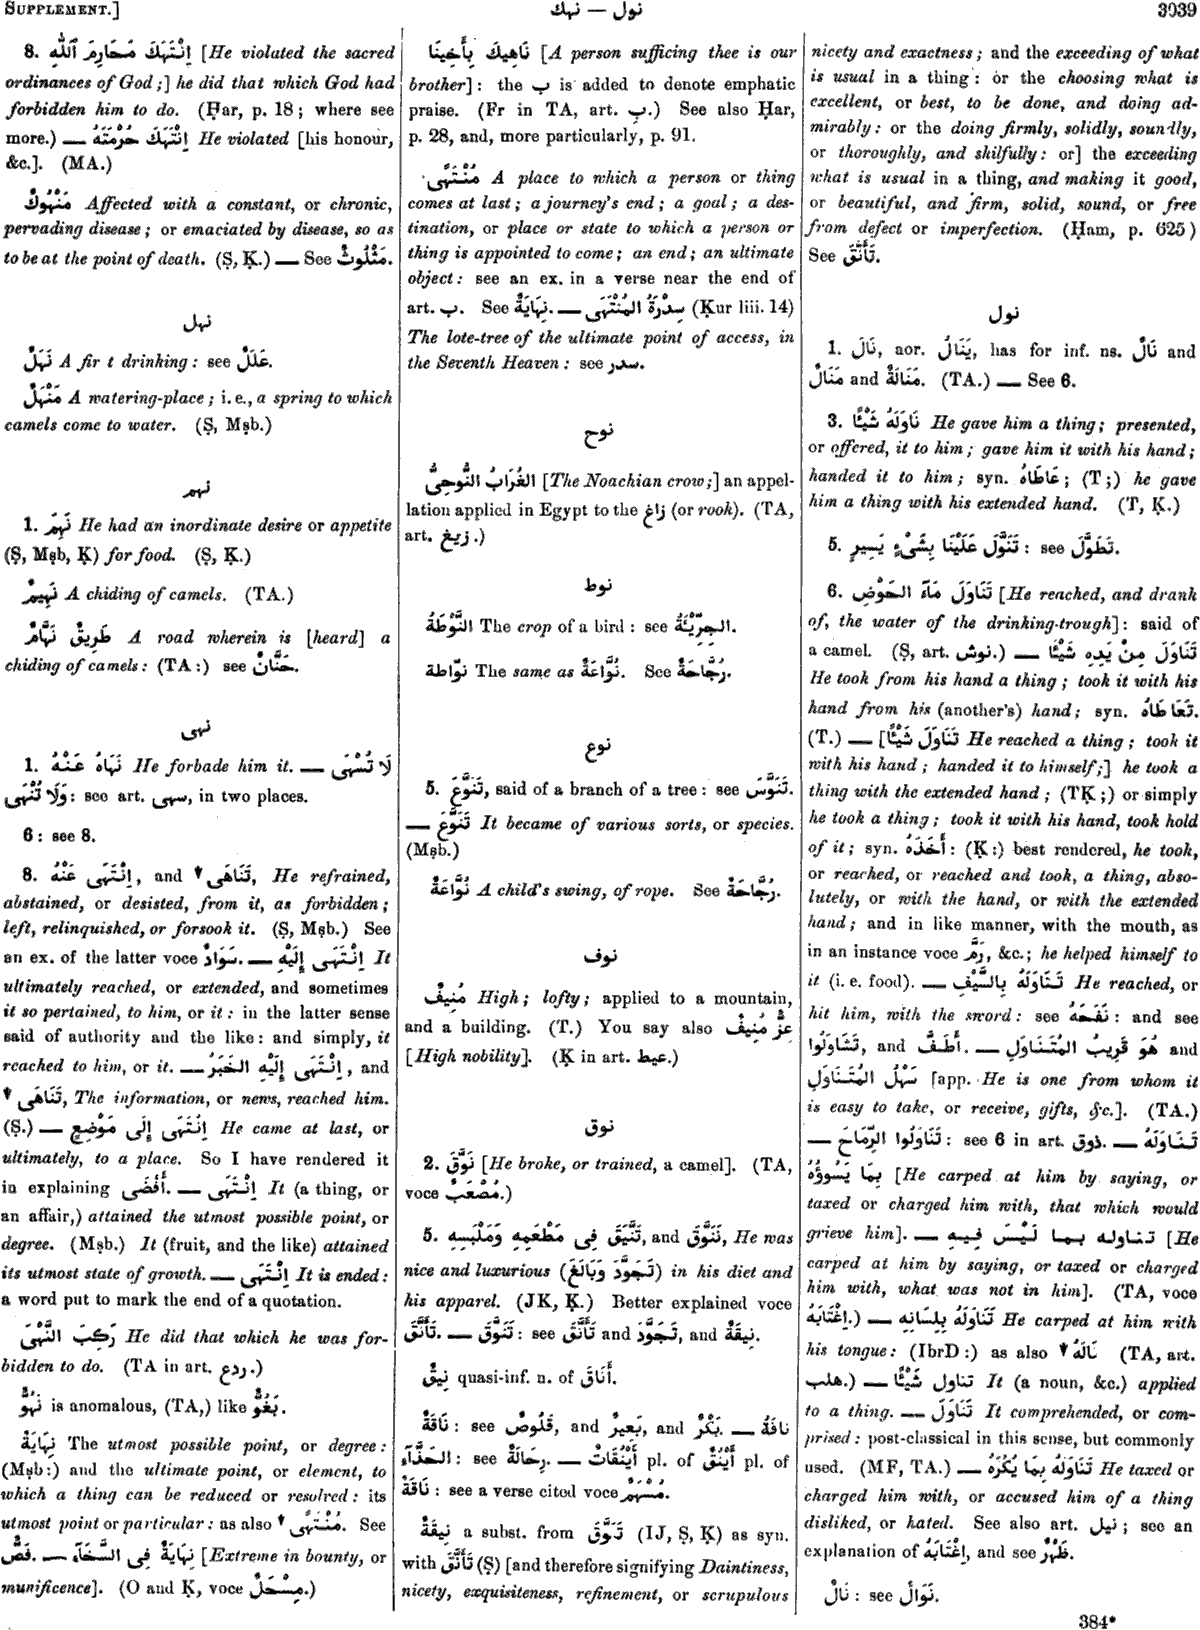 SUPPLEMENT.]
نول — نهك
3039
8. اِنْتَهَكَ مَحَارِمَ ٱللّٰهِ [He violated the sacred
ordinances of God;] he did that which God had
forbidden him to do. (Ḥar, p. 18; where see
more.) — اِنْتَهَكَ حُرْمَتَهُ He violated [his honour,
&c.]. (MA.)
مَنْهُوكٌ Affected with a constant, or chronic,
pervading disease; or emaciated by disease, so as
to be at the point of death. (Ṣ, Ḳ.) — See مَثْلُوثٌ.
نهل
نَهَلٌ A fir t drinking: see عَلَلٌ.
مَنْهَلٌ A watering-place; i.e., a spring to which
camels come to water. (Ṣ, Mṣb.)
نهم
1. نَهِمَ He had an inordinate desire or appetite
(Ṣ, Mṣb, Ḳ) for food. (Ṣ, Ḳ.)
نَهِيمٌ A chiding of camels. (TA.)
طَرِيقٌ نَهَّامٌ A road wherein is [heard] a
chiding of camels: (TA:) see حَنَّانٌ.
نهى
1. نَهَاهُ عَنْهُ He forbade him it. — لَا تُسْهَى
وَلَا تُنْهَى: see art. سهى, in two places.
6: see 8.
8. اِنْتَهَى عَنْهُ, and ↓ تَنَاهَى, He refrained,
abstained, or desisted, from it, as forbidden;
left, relinquished, or forsook it. (Ṣ, Mṣb.) See
an ex. of the latter voce سَوَادٌ. — اِنْتَهَى إِلَيْهِ It
ultimately reached, or extended, and sometimes
it so pertained, to him, or it: in the latter sense
said of authority and the like: and simply, it
reached to him, or it. — اِنْتَهَى إِلَيْهِ الخَبَرُ, and
↓ تَنَاهَى, The information, or news, reached him.
(Ṣ.) — اِنْتَهَى إِلَى مَوْضِعٍ He came at last, or
ultimately, to a place. So I have rendered it
in explaining أَفْضَى. — اِنْتَهَى It (a thing, or
an affair,) attained the utmost possible point, or
degree. (Mṣb.) It (fruit, and the like) attained
its utmost state of growth. — اِنْتَهَى It is ended:
a word put to mark the end of a quotation.
رَكِبَ النَّهْىَ He did that which he was for-
bidden to do. (TA in art. ردع.)
نَهُوٌّ is anomalous, (TA,) like بَغُوٌّ.
نِهَايَةٌ The utmost possible point, or degree:
(Mṣb:) and the ultimate point, or element, to
which a thing can be reduced or resolved: its
utmost point or particular: as also ↓ مُنْتَهًى. See
فَصٌّ. — نِهَايَةٌ فِى السَّخَآءِ [Extreme in bounty, or
munificence]. (O and Ḳ, voce مِسْحَلٌ.)
نَاهِيكَ بِأَخِينَا [A person sufficing thee is our
brother]: the ب is added to denote emphatic
praise. (Fr in TA, art. ب.) See also Ḥar,
p. 28, and, more particularly, p. 91.
مُنْتَهًى A place to which a person or thing
comes at last; a journey's end; a goal; a des-
tination, or place or state to which a person or
thing is appointed to come; an end; an ultimate
object: see an ex. in a verse near the end of
art. ب. See نِهَايَةٌ. — سِدْرَةُ المُنْتَهَى (Ḳur liii. 14)
The lote-tree of the ultimate point of access, in
the Seventh Heaven: see سدر.
نوح
الغُرَابُ النُّوحِىُّ [The Noachian crow;] an appel-
lation applied in Egypt to the زاغ (or rook). (TA,
art. زيغ.)
نوط
النَّوْطَةُ The crop of a bird: see الجِرِّيْئَةُ.
نوّاطة The same as نُوَّاعَةٌ. See رُجَّاحَةٌ.
نوع
5. تَنَوَّعَ, said of a branch of a tree: see تَنَوَّسَ.
— تَنَوَّعَ It became of various sorts, or species.
(Mṣb.)
نُوَّاعَةٌ A child's swing, of rope. See رُجَّاحَةٌ.
نوف
مُنِيفٌ High; lofty; applied to a mountain,
and a building. (T.) You say also عِزٌّ مُنِيفٌ
[High nobility]. (Ḳ in art. عيط.)
نوق
2. نَوَّقَ [He broke, or trained, a camel]. (TA,
voce مُصْعَبٌ.)
5. تَنَيَّقَ فِى مَطْعَمِهِ وَمَلْبَسِهِ, and تَنَوَّقَ, He was
nice and luxurious (تَجَوَّدَ وَبَالَغَ) in his diet and
his apparel. (JK, Ḳ.) Better explained voce
تَأَنَّقَ. — تَنَوَّقَ: see تَأَنَّقَ and تَجَوَّدَ, and نِيقَةٌ.
نِيقٌ quasi-inf. n. of أَنَاقَ.
نَاقَةٌ: see قَلُوصٌ, and بَعِيرٌ, and بَكْرٌ. — نَاقَةُ
الحَذَّآءِ: see رِحَالَةٌ. — أَيْنُقَاتٌ pl. of أَيْنُقٌ pl. of
نَاقَةٌ: see a verse cited voce مُسْهَمٌ.
نِيقَةٌ a subst. from تَنَوَّقَ (IJ, Ṣ, Ḳ) as syn.
with تَأَنَّقَ (Ṣ) [and therefore signifying Daintiness,
nicety, exquisiteness, refinement, or scrupulous
nicety and exactness; and the exceeding of what
is usual in a thing: or the choosing what is
excellent, or best, to be done, and doing ad-
mirably: or the doing firmly, solidly, soundly,
or thoroughly, and skilfully: or] the exceeding
what is usual in a thing, and making it good,
or beautiful, and firm, solid, sound, or free
from defect or imperfection. (Ḥam, p. 625)
See تَأَنَّقَ.
نول
1. نَالَ, aor. يَنَالُ, has for inf. ns. نَالٌ and
مَنَالٌ and مَنَالَةٌ. (TA.) — See 6.
3. نَاوَلَهُ شَيْئًا He gave him a thing; presented,
or offered, it to him; gave him it with his hand;
handed it to him; syn. عَاطَاهُ; (T;) he gave
him a thing with his extended hand. (T, Ḳ.)
5. تَنَوَّلَ عَلَيْنَا بِشَىْءٍ يَسِيرٍ: see تَطَوَّلَ.
6. تَنَاوَلَ مَآءَ الحَوْضِ [He reached, and drank
of, the water of the drinking-trough]: said of
a camel. (Ṣ, art. نوش.) — تَنَاوَلَ مِنْ يَدِهِ شَيْئًا
He took from his hand a thing; took it with his
hand from his (another's) hand; syn. تَعَاطَاهُ.
(T.) — [تَنَاوَلَ شَيْئًا He reached a thing; took it
with his hand; handed it to himself;] he took a
thing with the extended hand; (TḲ;) or simply
he took a thing; took it with his hand, took hold
of it; syn. أَخَذَهُ: (Ḳ:) best rendered, he took,
or reached, or reached and took, a thing, abso-
lutely, or with the hand, or with the extended
hand; and in like manner, with the mouth, as
in an instance voce رَمَّ, &c.; he helped himself to
it (i. e. food). — تَنَاوَلَهُ بِالسَّيْفِ He reached, or
hit him, with the sword: see نَفَحَهُ: and see
تَشَاوَلُوا, and أَطَفَّ. — هُوَ قَرِيبُ المُتَنَاوَلِ and
سَهْلُ المُتَنَاوَلِ [app. He is one from whom it
is easy to take, or receive, gifts, &c.]. (TA.)
— تَنَاوَلُوا الرِّمَاحَ: see 6 in art. ذوق. — تَنَاوَلَهُ
بِمَا يَسُوؤُهُ [He carped at him by saying, or
taxed or charged him with, that which would
grieve him]. — تناوله بما لَيْسَ فِيهِ [He
carped at him by saying, or taxed or charged
him with, what was not in him]. (TA, voce
اِغْتَابَهُ.) — تَنَاوَلَهُ بِلِسَانِهِ He carped at him with
his tongue: (IbrD:) as also ↓ نَالَهُ (TA, art.
هلب.) — تناول شَيْئًا It (a noun, &c.) applied
to a thing. — تَنَاوَلَ It comprehended, or com-
prised: post-classical in this sense, but commonly
used. (MF, TA.) — تَنَاوَلَهُ بِمَا يُكْرَهُ He taxed or
charged him with, or accused him of a thing
disliked, or hated. See also art. نيل; see an
explanation of اِغْتَابَهُ, and see ظَهْرٌ.
نَالٌ: see نَوَالٌ.
384*